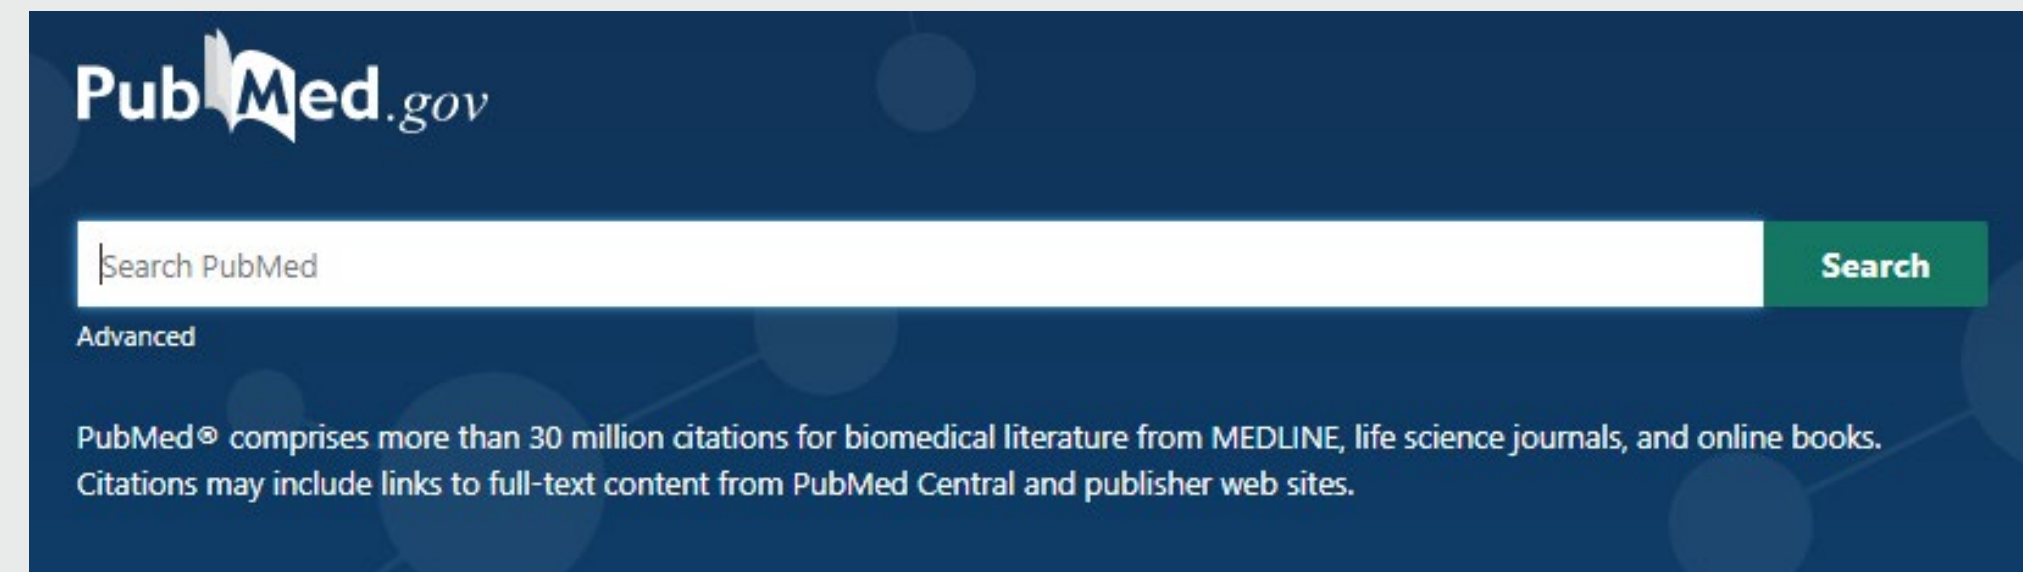 PubMed.gov
Search PubMed
Search
Advanced
PubMed® comprises more than 30 million citations for biomedical literature from MEDLINE, life science journals, and online books.
Citations may include links to full-text content from PubMed Central and publisher web sites.